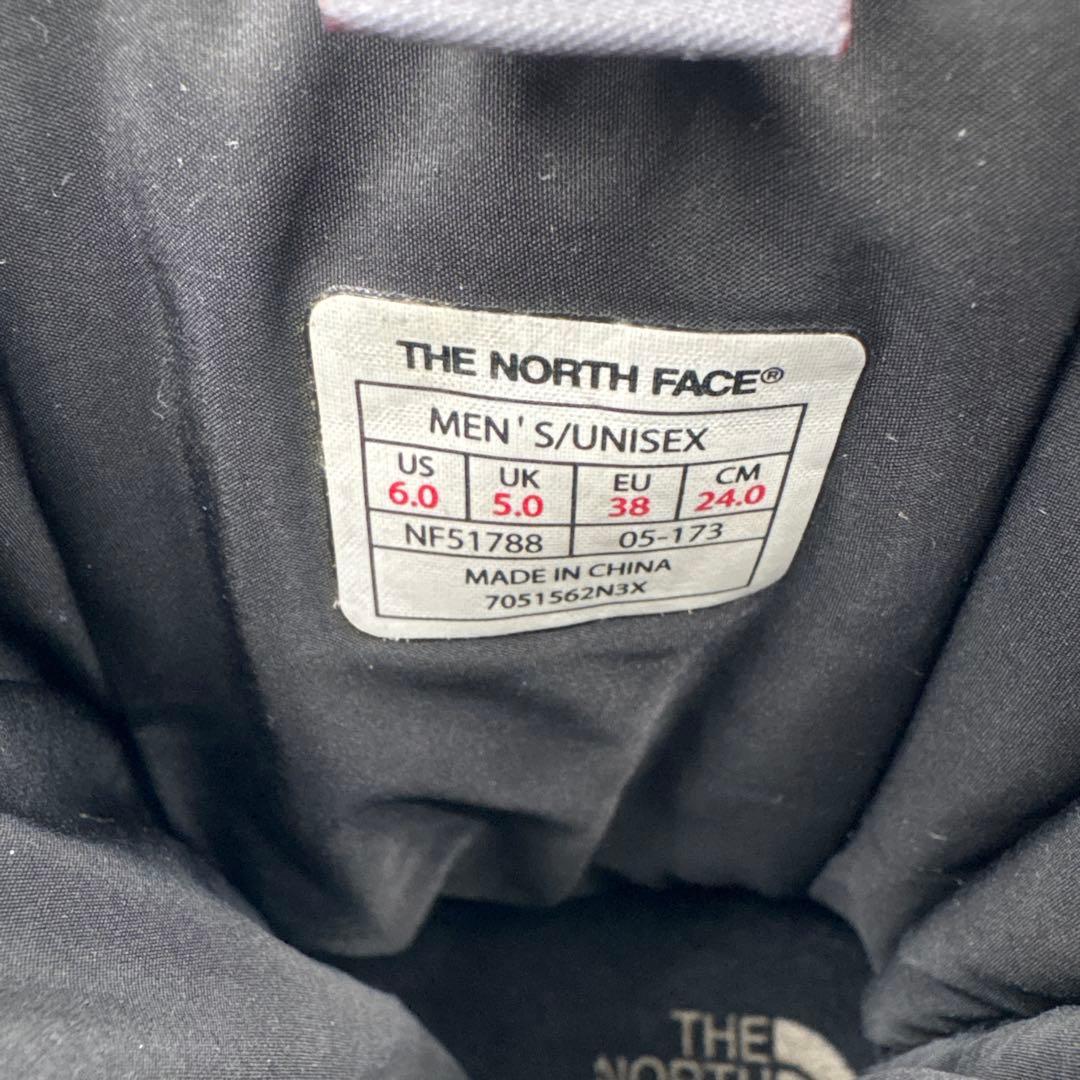 THE NORTH FACE®
MEN'S/UNISEX
US UK EU CM
6.0 5.0 38 24.0
NF51788 05-173
MADE IN CHINA
7051562N3X
THE
NORTH